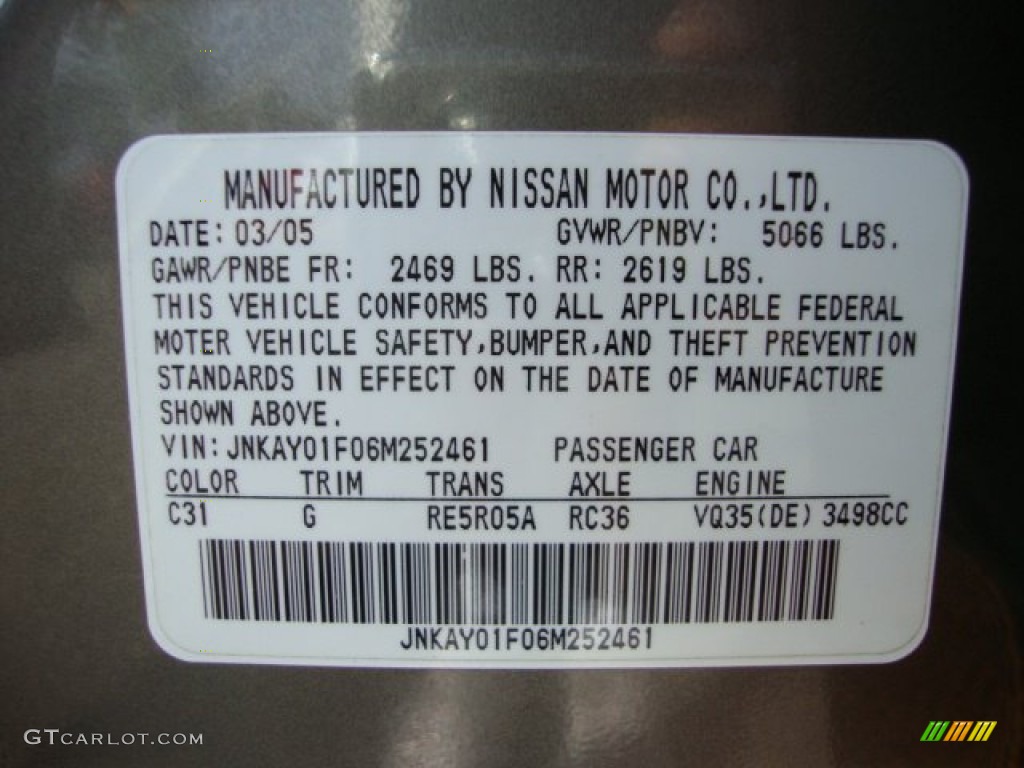 MANUFACTURED BY NISSAN MOTOR CO.,LTD.
DATE: 03/05 GVWR/PNBV: 5066 LBS.
GAWR/PNBE FR: 2469 LBS. RR: 2619 LBS.
THIS VEHICLE CONFORMS TO ALL APPLICABLE FEDERAL
MOTER VEHICLE SAFETY,BUMPER,AND THEFT PREVENTION
STANDARDS IN EFFECT ON THE DATE OF MANUFACTURE
SHOWN ABOVE.
VIN: JNKAY01F06M252461 PASSENGER CAR
COLOR TRIM TRANS AXLE ENGINE
C31 G RE5R05A RC36 VQ35(DE) 3498CC
JNKAY01F06M252461
GTCARLOT.COM